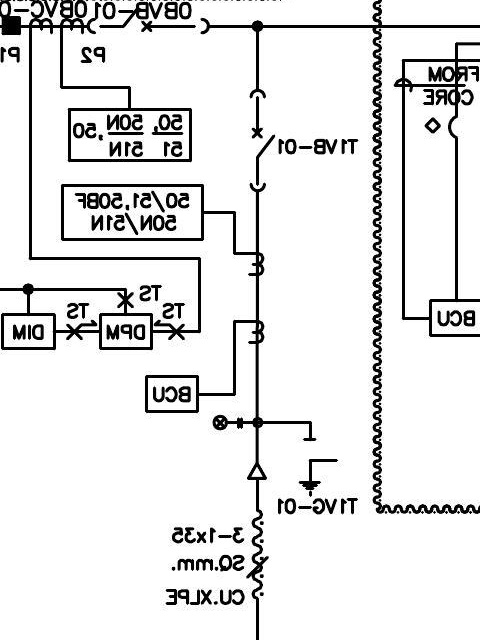 0BVB-01
0BVC-0
P1
P2
50, 50N, 50,
51 51N
FROM
CORE
T1VB-01
50/51,50BF
50N/51N
TS
TS
TS
DIM
DPM
BCU
BCU
T1VG-01
3-1x35
SQ.mm.
CU.XLPE